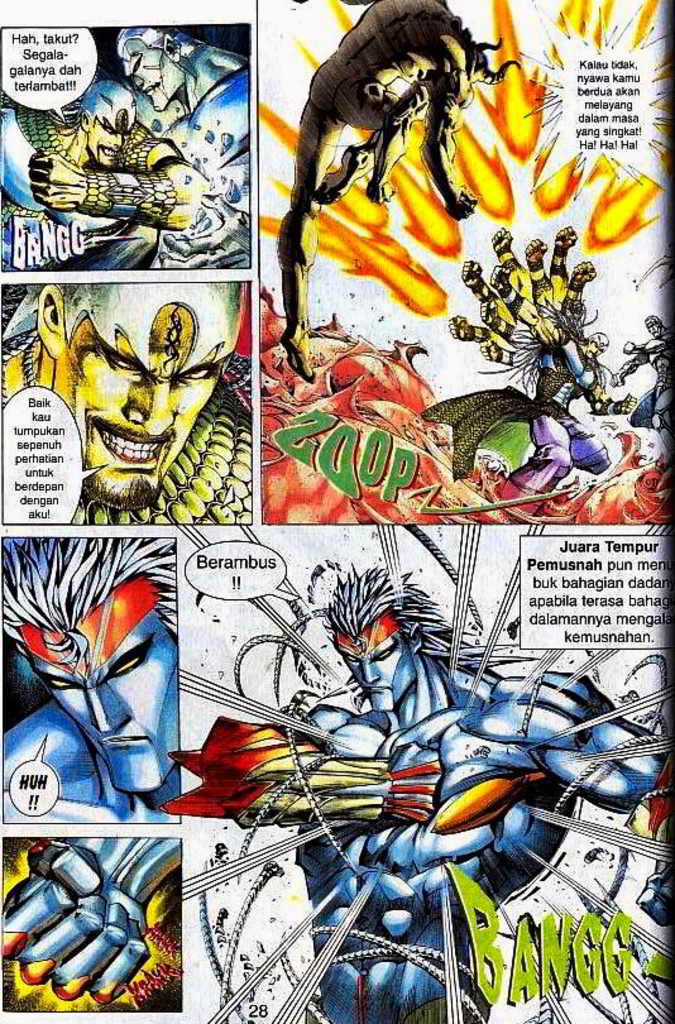 Hah, takut?
Segala-
galanya dah
terlambat!!
BANGG
Kalau tidak,
nyawa kamu
berdua akan
melayang
dalam masa
yang singkat!
Ha! Ha! Ha!
Baik
kau
tumpukan
sepenuh
perhatian
untuk
berdepan
dengan
aku!
ZOOP
HUH
!!
Berambus
!!
Juara Tempur
Pemusnah pun menu
buk bahagian dadany
apabila terasa bahag
dalamannya mengala
kemusnahan.
BANGG
28